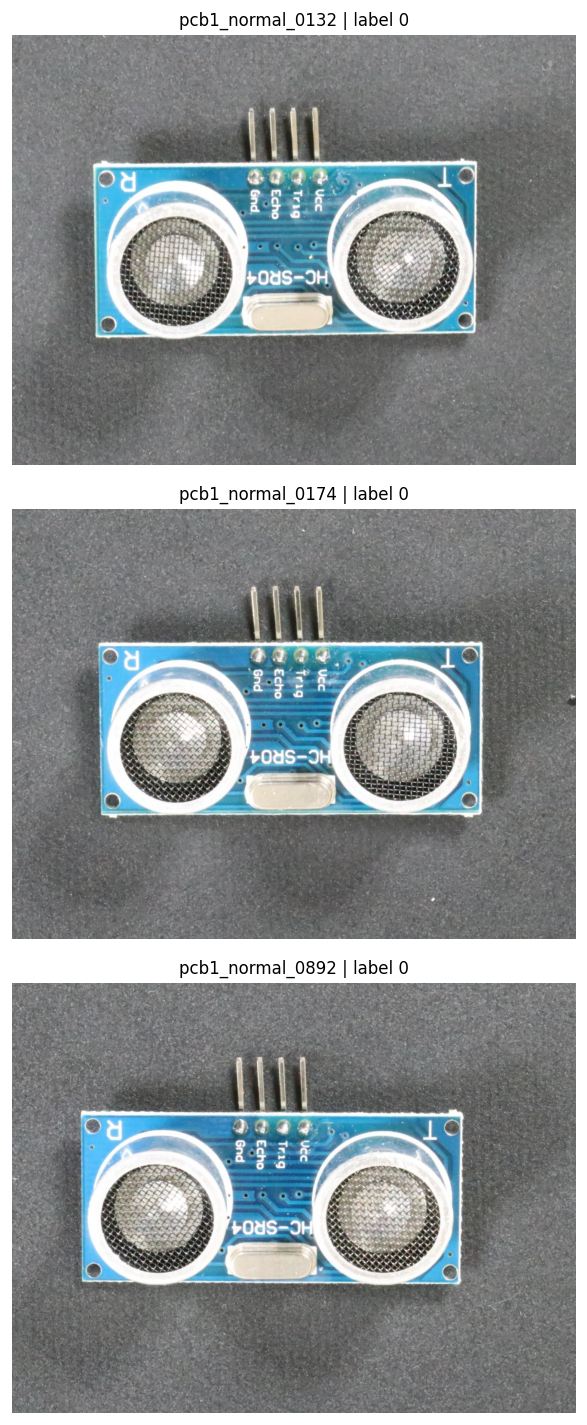 pcb1_normal_0132 | label 0
R
T
Gnd
Echo
Trig
Vcc
HC-SR04
pcb1_normal_0174 | label 0
R
T
Gnd
Echo
Trig
Vcc
HC-SR04
pcb1_normal_0892 | label 0
R
T
Gnd
Echo
Trig
Vcc
HC-SR04